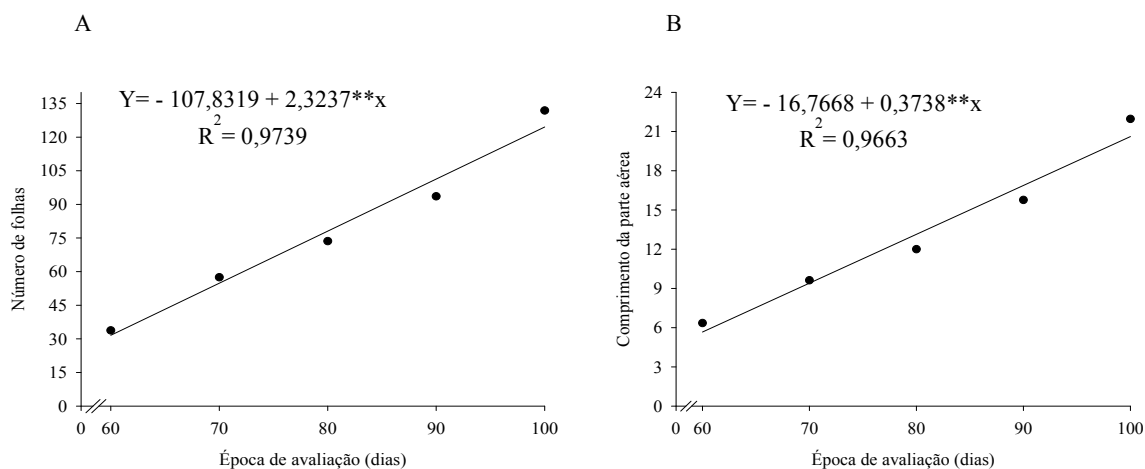 A
Y= - 107,8319 + 2,3237**x
R² = 0,9739
Número de folhas
135
120
105
90
75
60
45
30
15
0
0 60 70 80 90 100
Época de avaliação (dias)
B
Y= - 16,7668 + 0,3738**x
R² = 0,9663
Comprimento da parte aérea
24
21
18
15
12
9
6
3
0
0 60 70 80 90 100
Época de avaliação (dias)